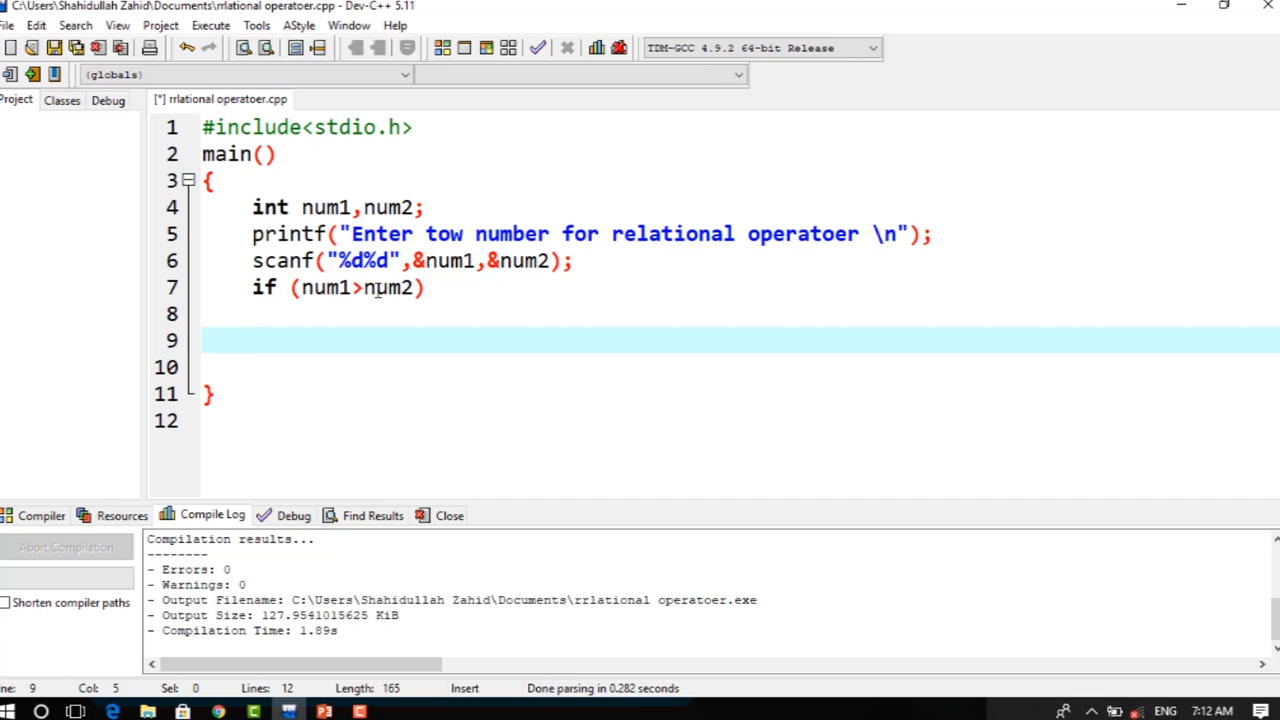 C:\Users\Shahidullah Zahid\Documents\rrlational operatoer.cpp - Dev-C++ 5.11
File Edit Search View Project Execute Tools AStyle Window Help
TDM-GCC 4.9.2 64-bit Release
(globals)
Project Classes Debug [*] rrlational operatoer.cpp
1 #include<stdio.h>
2 main()
3 {
4 int num1,num2;
5 printf("Enter tow number for relational operatoer \n");
6 scanf("%d%d",&num1,&num2);
7 if (num1>num2)
8
9
10
11 }
12
Compiler Resources Compile Log Debug Find Results Close
Abort Compilation
Shorten compiler paths
Compilation results...
--------
- Errors: 0
- Warnings: 0
- Output Filename: C:\Users\Shahidullah Zahid\Documents\rrlational operatoer.exe
- Output Size: 127.9541015625 KiB
- Compilation Time: 1.89s
ne: 9 Col: 5 Sel: 0 Lines: 12 Length: 165 Insert Done parsing in 0.282 seconds
ENG 7:12 AM